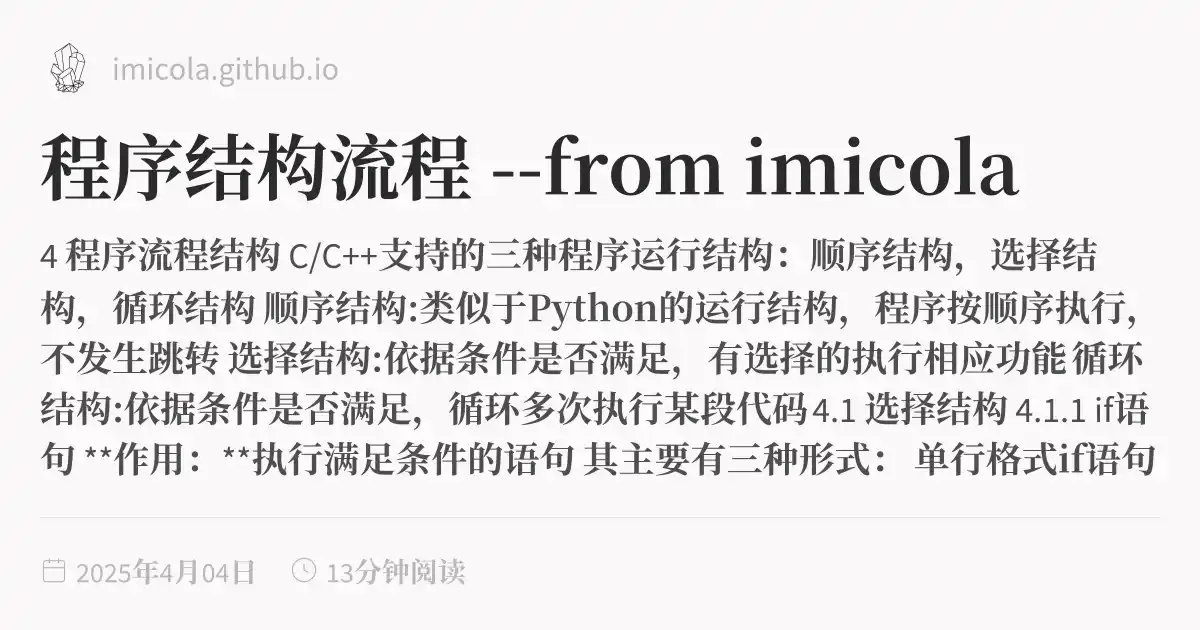 imicola.github.io
程序结构流程 --from imicola
4 程序流程结构 C/C++支持的三种程序运行结构：顺序结构，选择结
构，循环结构 顺序结构:类似于Python的运行结构，程序按顺序执行，
不发生跳转 选择结构:依据条件是否满足，有选择的执行相应功能 循环
结构:依据条件是否满足，循环多次执行某段代码 4.1 选择结构 4.1.1 if语
句 **作用：**执行满足条件的语句 其主要有三种形式： 单行格式if语句
2025年4月04日 13分钟阅读